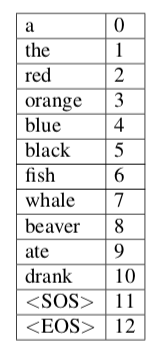 a 0
the 1
red 2
orange 3
blue 4
black 5
fish 6
whale 7
beaver 8
ate 9
drank 10
<SOS> 11
<EOS> 12